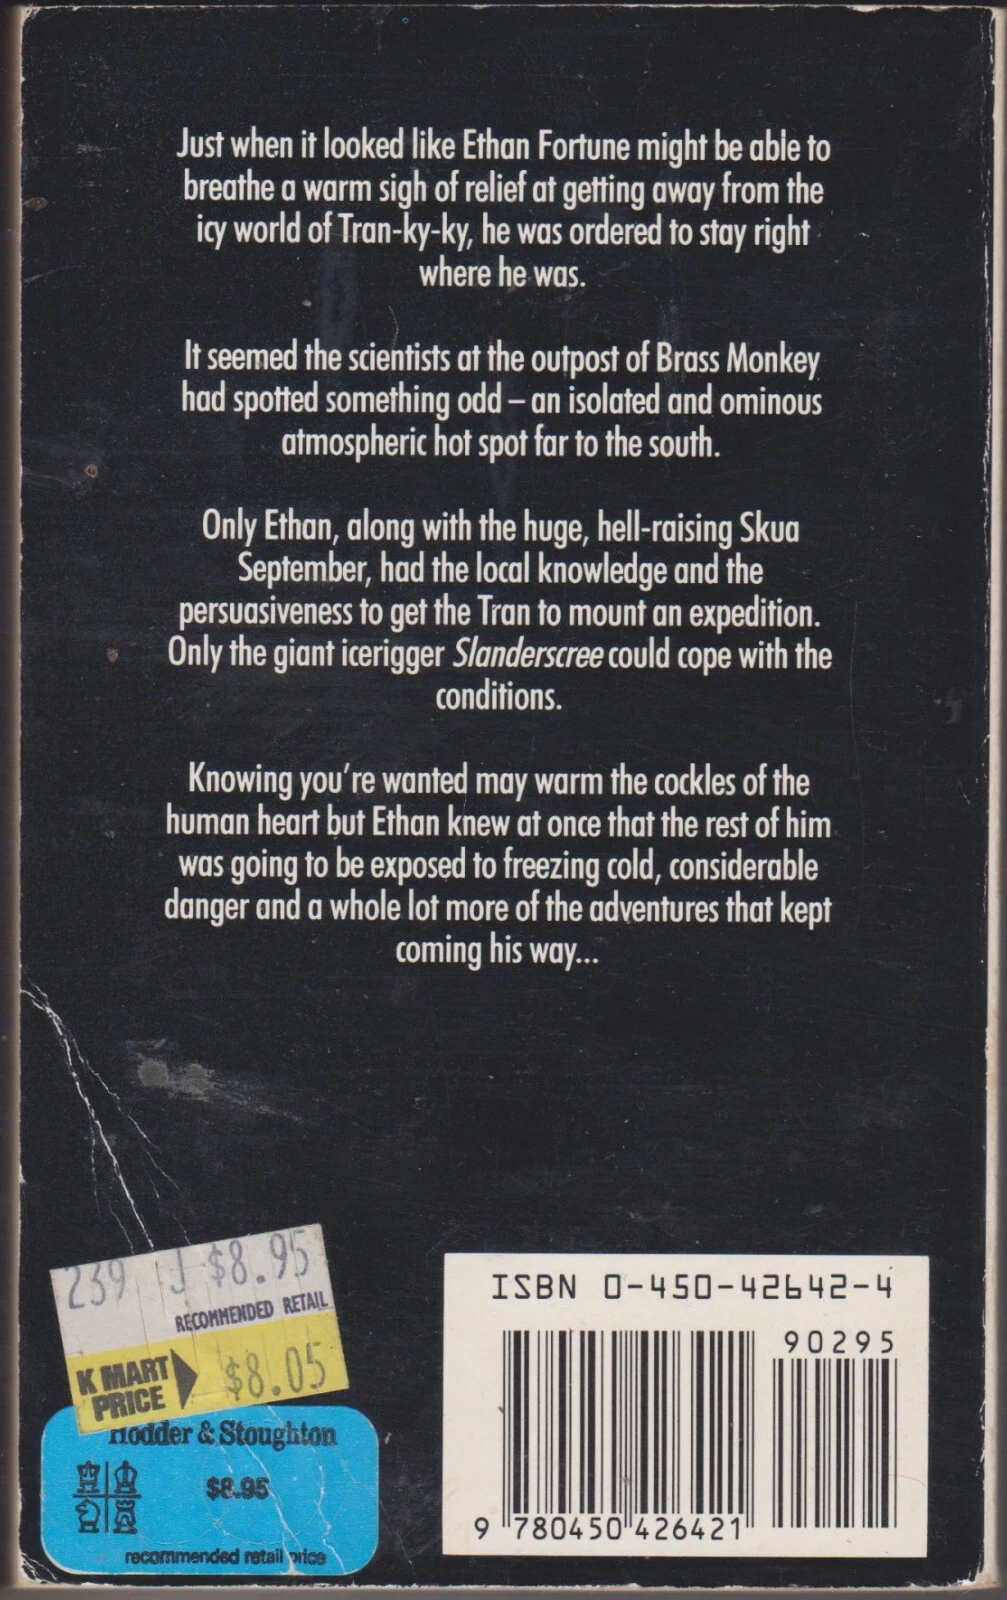 Just when it looked like Ethan Fortune might be able to
breathe a warm sigh of relief at getting away from the
icy world of Tran-ky-ky, he was ordered to stay right
where he was.
It seemed the scientists at the outpost of Brass Monkey
had spotted something odd – an isolated and ominous
atmospheric hot spot far to the south.
Only Ethan, along with the huge, hell-raising Skua
September, had the local knowledge and the
persuasiveness to get the Tran to mount an expedition.
Only the giant icerigger Slanderscree could cope with the
conditions.
Knowing you're wanted may warm the cockles of the
human heart but Ethan knew at once that the rest of him
was going to be exposed to freezing cold, considerable
danger and a whole lot more of the adventures that kept
coming his way...
239 J $8.95
RECOMMENDED RETAIL
K MART
PRICE
$8.05
Hodder & Stoughton
$8.95
recommended retail price
ISBN 0-450-42642-4
90295
9 780450 426421